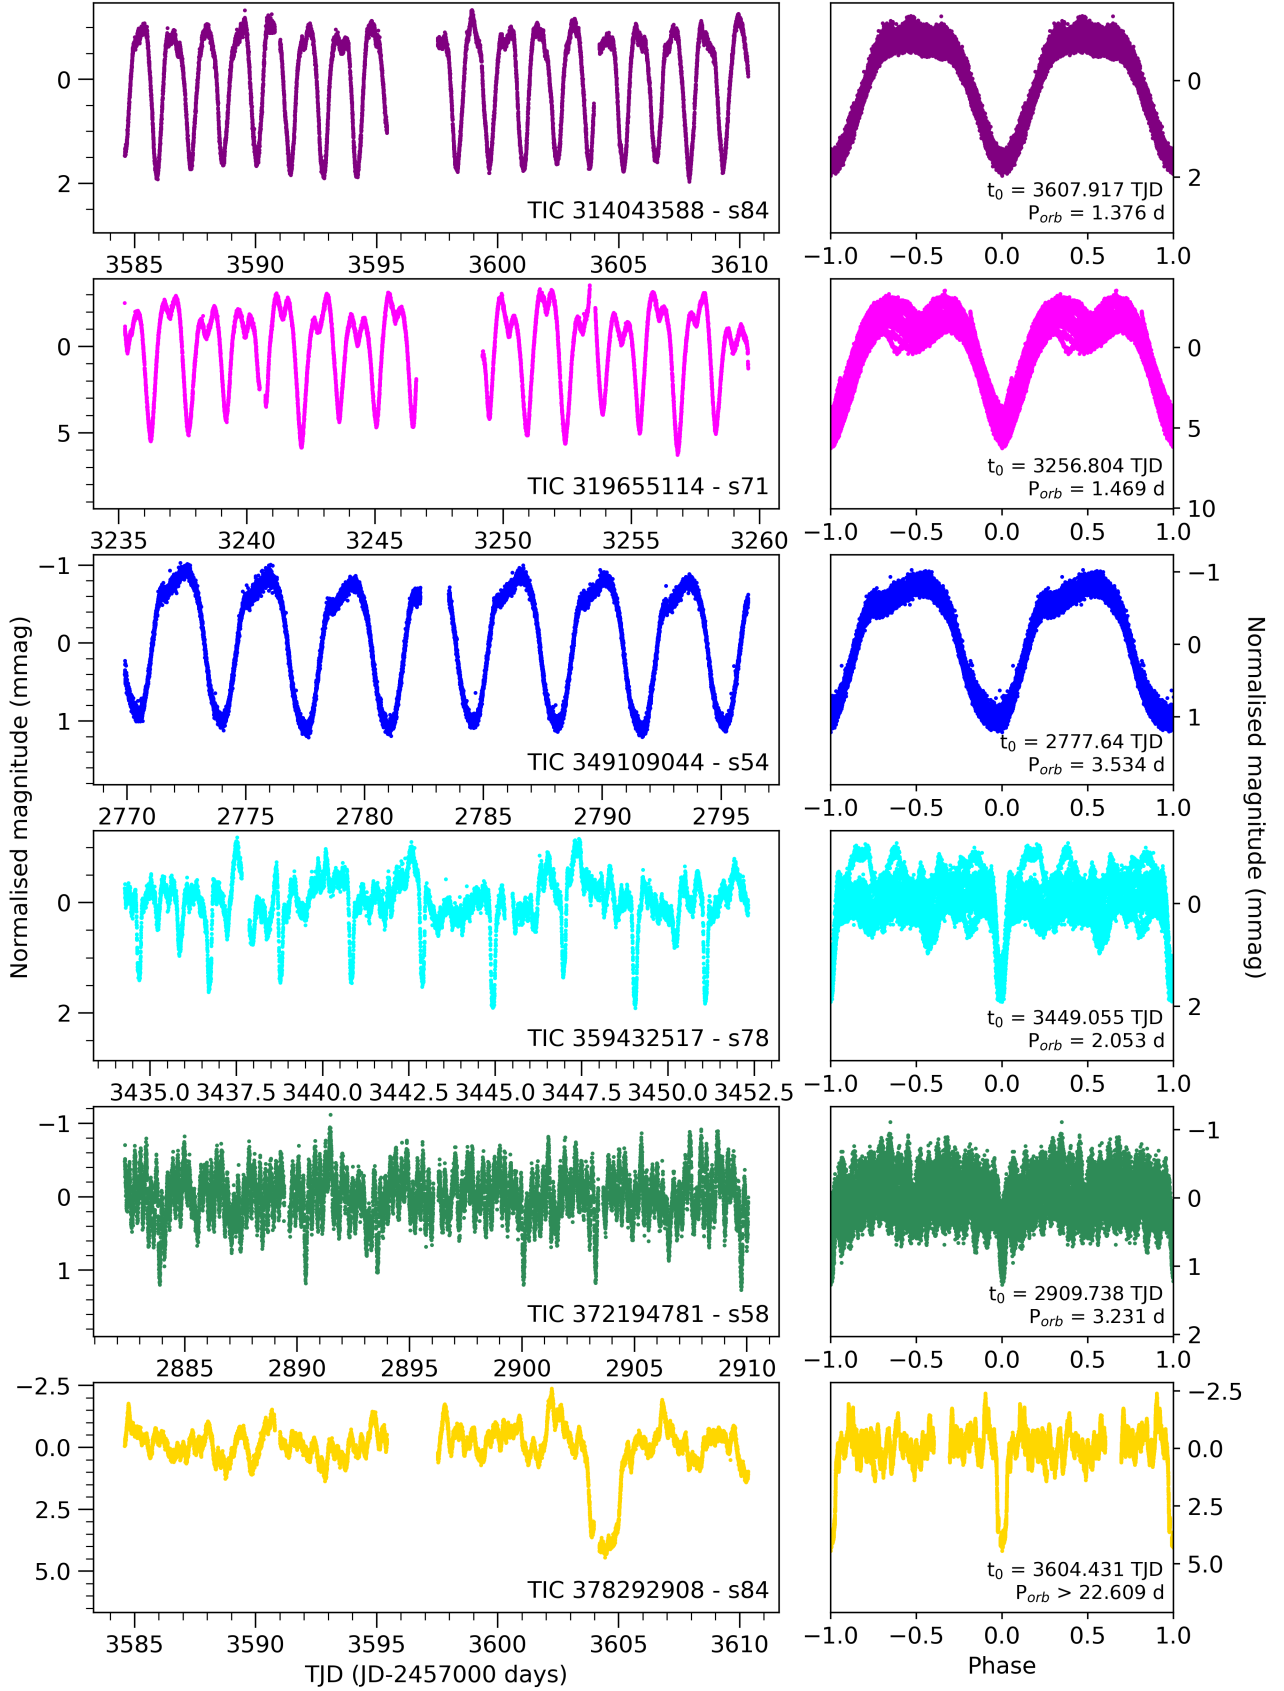 0
2
TIC 314043588 - s84
3585 3590 3595 3600 3605 3610
0
2
t₀ = 3607.917 TJD
Pₒᵣb = 1.376 d
−1.0 −0.5 0.0 0.5 1.0
0
5
TIC 319655114 - s71
3235 3240 3245 3250 3255 3260
0
5
10
t₀ = 3256.804 TJD
Pₒᵣb = 1.469 d
−1.0 −0.5 0.0 0.5 1.0
Normalised magnitude (mmag)
−1
0
1
TIC 349109044 - s54
2770 2775 2780 2785 2790 2795
−1
0
1
t₀ = 2777.64 TJD
Pₒᵣb = 3.534 d
−1.0 −0.5 0.0 0.5 1.0
Normalised magnitude (mmag)
0
2
TIC 359432517 - s78
3435.0 3437.5 3440.0 3442.5 3445.0 3447.5 3450.0 3452.5
0
2
t₀ = 3449.055 TJD
Pₒᵣb = 2.053 d
−1.0 −0.5 0.0 0.5 1.0
−1
0
1
TIC 372194781 - s58
2885 2890 2895 2900 2905 2910
−1
0
1
2
t₀ = 2909.738 TJD
Pₒᵣb = 3.231 d
−1.0 −0.5 0.0 0.5 1.0
−2.5
0.0
2.5
5.0
TIC 378292908 - s84
3585 3590 3595 3600 3605 3610
TJD (JD-2457000 days)
−2.5
0.0
2.5
5.0
t₀ = 3604.431 TJD
Pₒᵣb > 22.609 d
−1.0 −0.5 0.0 0.5 1.0
Phase